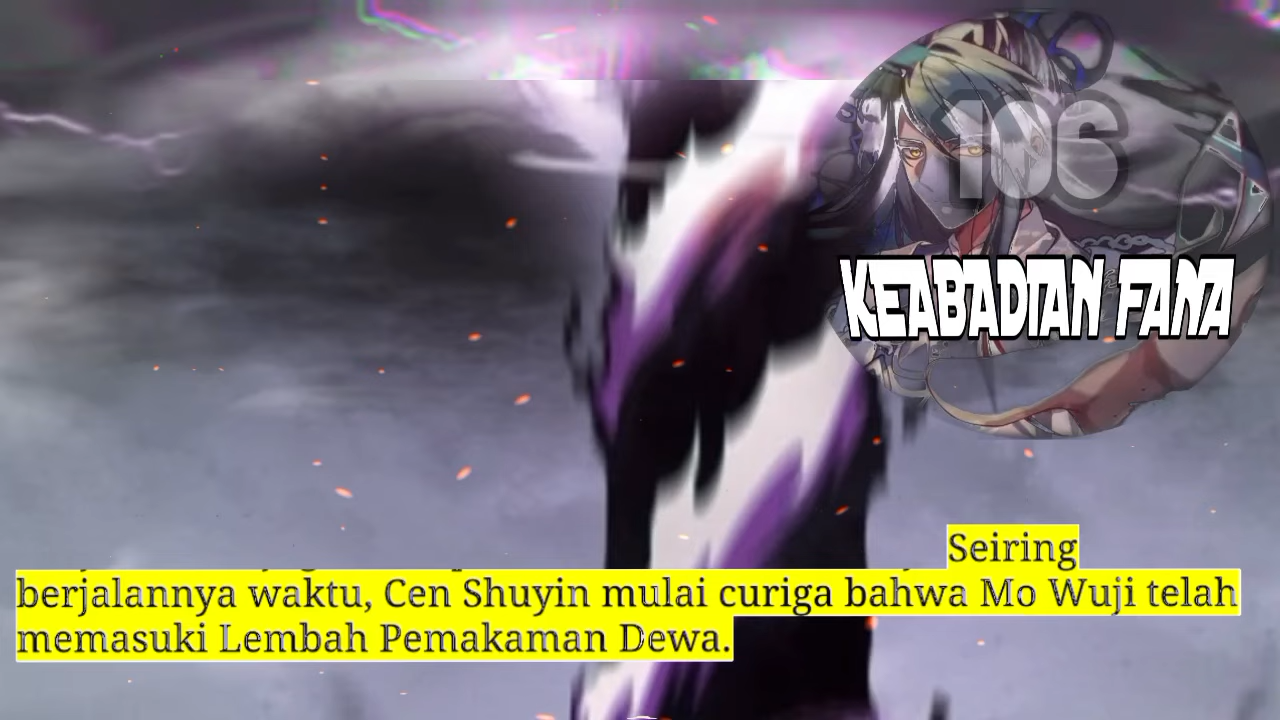 106
KEABADIAN FANA
Seiring
berjalannya waktu, Cen Shuyin mulai curiga bahwa Mo Wuji telah
memasuki Lembah Pemakaman Dewa.